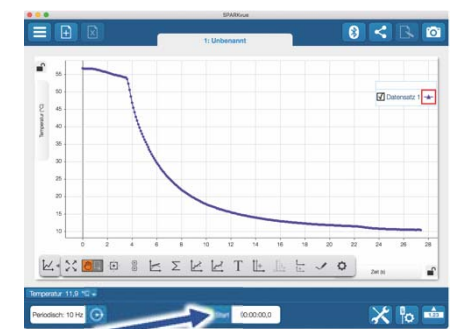 SPARKvue
1: Unbenannt
55
50
45
40
35
30
25
20
15
10
Temperatur (°C)
Datensatz 1
0 2 4 6 8 10 12 14 16 18 20 22 24 26 28
T
Zeit (s)
Temperatur 11,9 °C
Periodisch: 10 Hz
Start
00:00:00,0